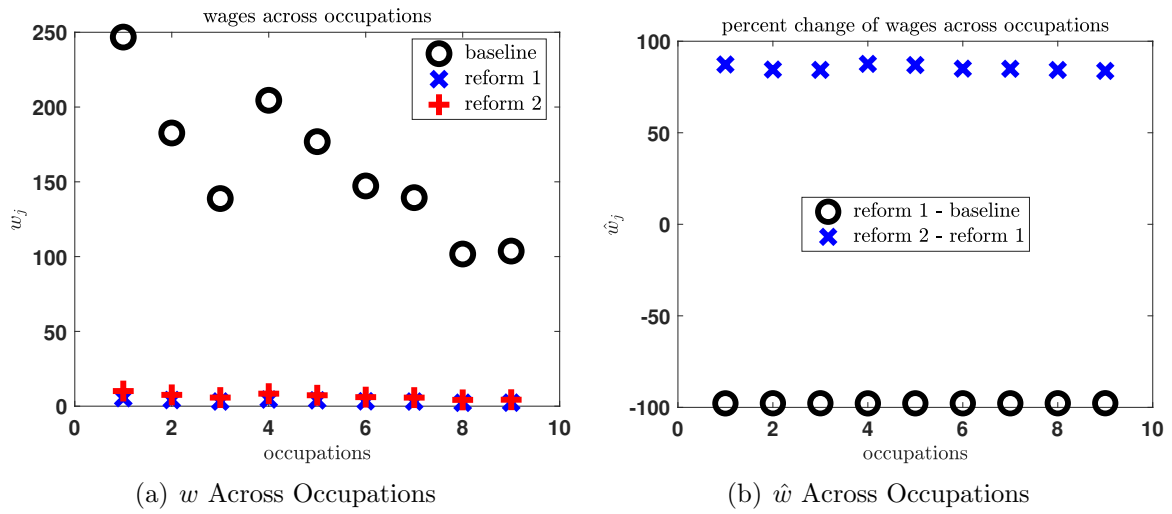 wages across occupations
250
200
150
100
50
0
w_j
baseline
reform 1
reform 2
0 2 4 6 8 10
occupations
(a) w Across Occupations
percent change of wages across occupations
100
50
0
-50
-100
ŵ_j
reform 1 - baseline
reform 2 - reform 1
0 2 4 6 8 10
occupations
(b) ŵ Across Occupations